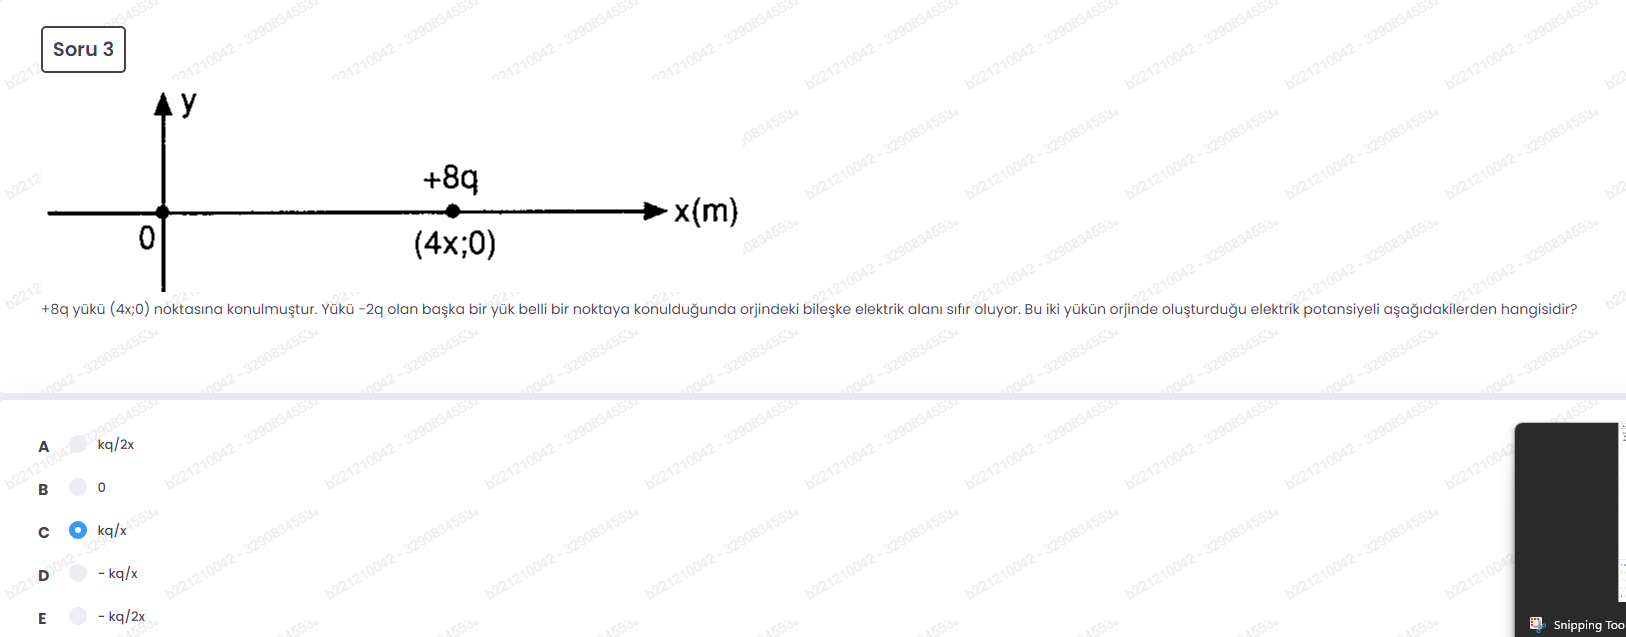 Soru 3
y
+8q
x(m)
0
(4x;0)
+8q yükü (4x;0) noktasına konulmuştur. Yükü -2q olan başka bir yük belli bir noktaya konulduğunda orjindeki bileşke elektrik alanı sıfır oluyor. Bu iki yükün orjinde oluşturduğu elektrik potansiyeli aşağıdakilerden hangisidir?
A kq/2x
B 0
C kq/x
D - kq/x
E - kq/2x
Snipping Too